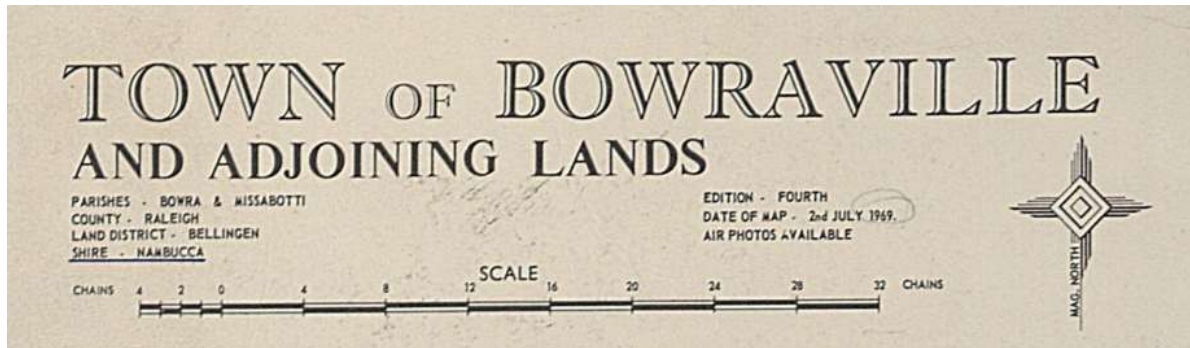 TOWN OF BOWRAVILLE
AND ADJOINING LANDS
PARISHES - BOWRA & MISSABOTTI
COUNTY - RALEIGH
LAND DISTRICT - BELLINGEN
SHIRE - NAMBUCCA
EDITION - FOURTH
DATE OF MAP - 2nd JULY 1969.
AIR PHOTOS AVAILABLE
SCALE
CHAINS 4 2 0 4 8 12 16 20 24 28 32 CHAINS
MAG. NORTH